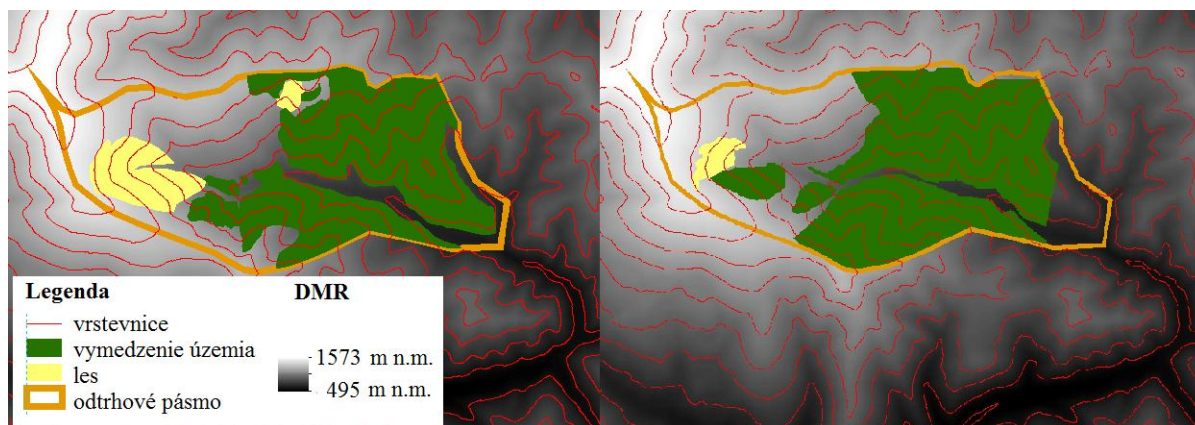 Legenda
DMR
vrstevnice
vymedzenie územia
les
odtrhové pásmo
1573 m n.m.
495 m n.m.